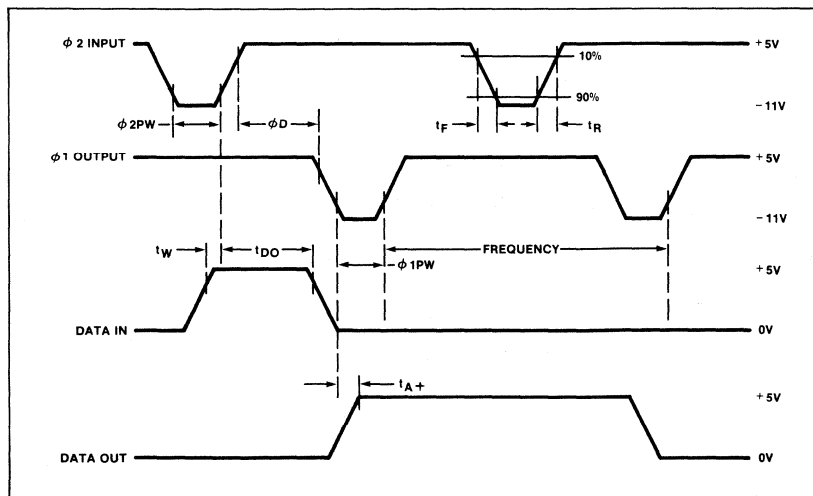 ϕ 2 INPUT
+5V
10%
90%
-11V
ϕ2PW
ϕD
tF
tR
ϕ1 OUTPUT
+5V
-11V
tW
tDO
FREQUENCY
ϕ1PW
+5V
DATA IN
0V
tA+
+5V
DATA OUT
0V